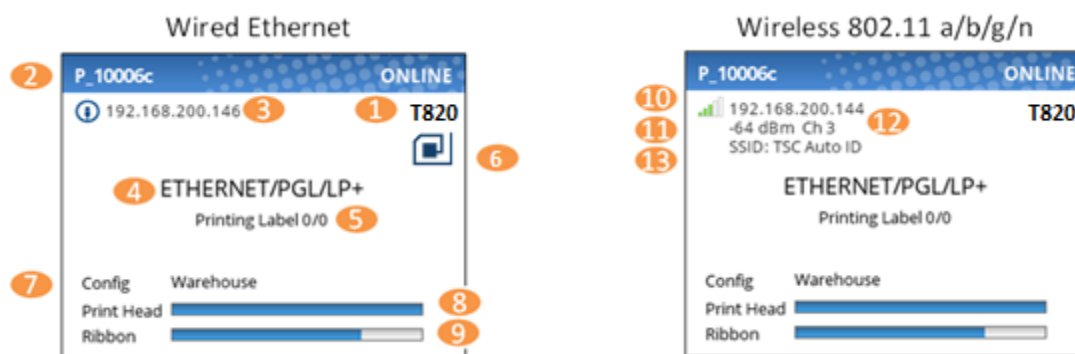 Wired Ethernet
2 P_10006c ONLINE
192.168.200.146 3 1 T820
6
4 ETHERNET/PGL/LP+
Printing Label 0/0 5
7 Config Warehouse
Print Head 8
Ribbon 9
Wireless 802.11 a/b/g/n
P_10006c ONLINE
10 192.168.200.144 T820
11 -64 dBm Ch 3 12
13 SSID: TSC Auto ID
ETHERNET/PGL/LP+
Printing Label 0/0
Config Warehouse
Print Head
Ribbon